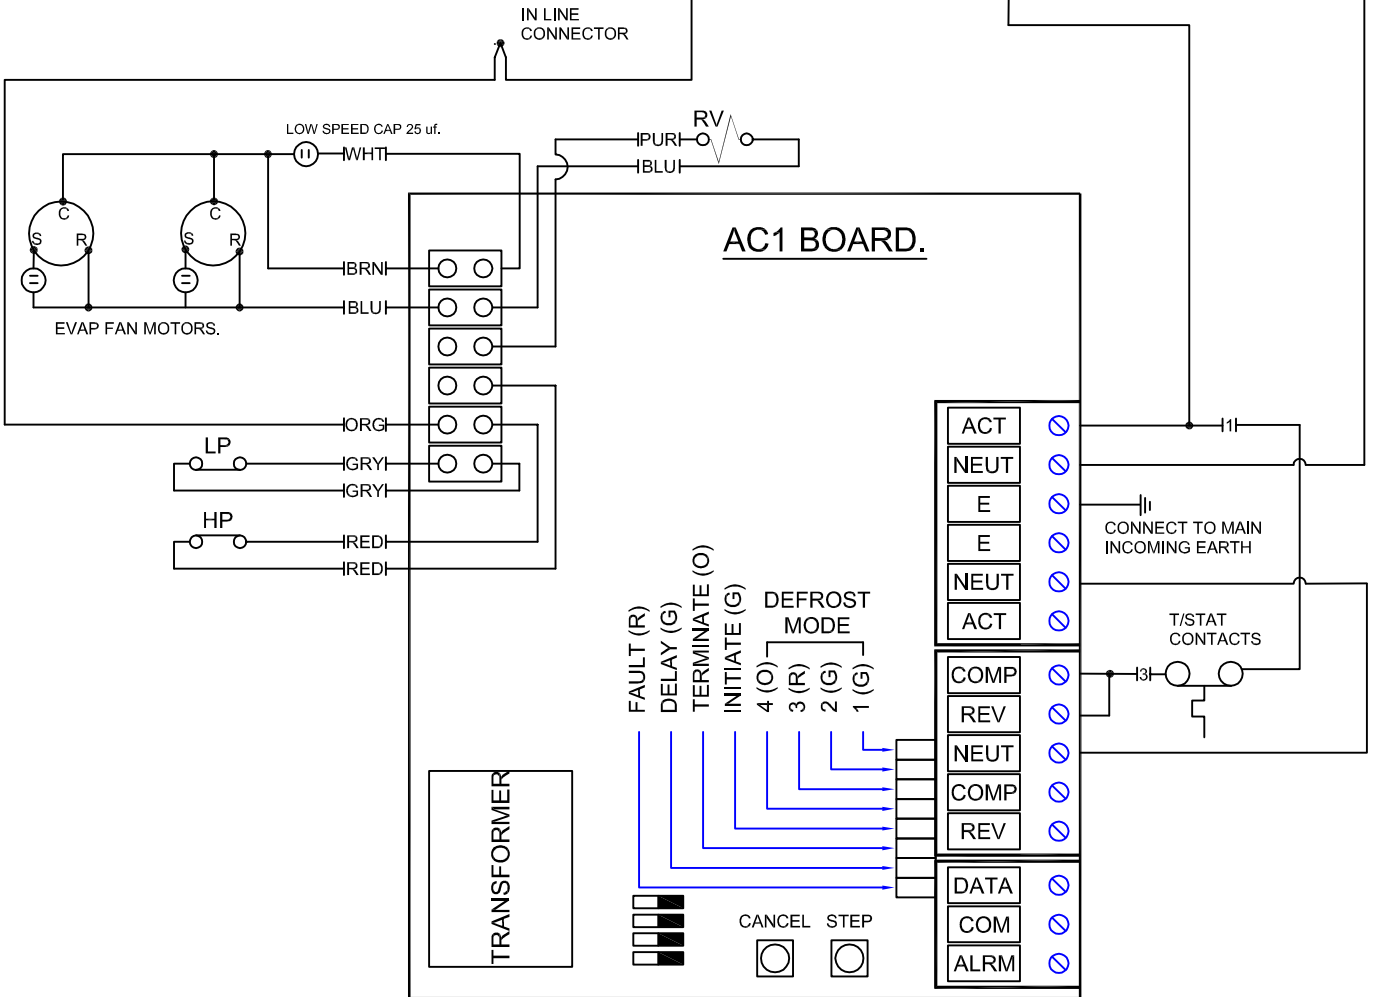 IN LINE
CONNECTOR
LOW SPEED CAP 25 uf.
WHT
RV
PUR
BLU
C
S
R
C
S
R
BRN
BLU
EVAP FAN MOTORS.
AC1 BOARD.
ORG
LP
GRY
GRY
HP
RED
RED
ACT
1
NEUT
E
CONNECT TO MAIN
INCOMING EARTH
E
NEUT
ACT
T/STAT
CONTACTS
COMP
3
REV
NEUT
COMP
REV
DATA
COM
ALRM
DEFROST
MODE
FAULT (R)
DELAY (G)
TERMINATE (O)
INITIATE (G)
4 (O)
3 (R)
2 (G)
1 (G)
TRANSFORMER
CANCEL
STEP